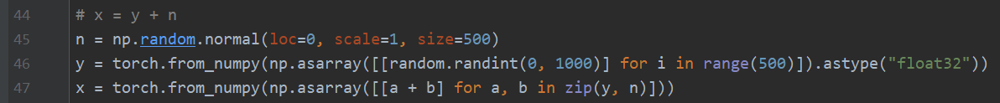 44 # x = y + n
45 n = np.random.normal(loc=0, scale=1, size=500)
46 y = torch.from_numpy(np.asarray([[random.randint(0, 1000)] for i in range(500)]).astype("float32"))
47 x = torch.from_numpy(np.asarray([[a + b] for a, b in zip(y, n)]))